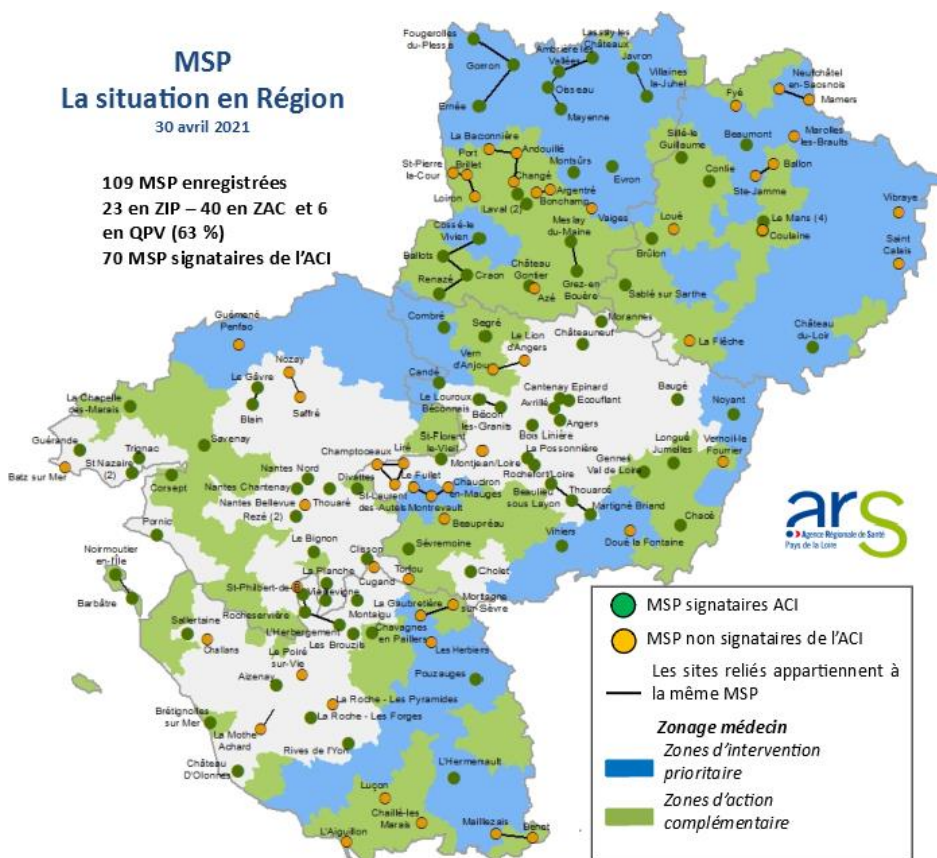 MSP
La situation en Région
30 avril 2021
109 MSP enregistrées
23 en ZIP – 40 en ZAC et 6
en QPV (63 %)
70 MSP signataires de l'ACI
Fougerolles
du-Plessis
Gorron
Ernée
Ambrière les
Vallées
Lassay les
Châteaux
Javron
Villaines
la-Juhel
Oisseau
Mayenne
Neufchâtel
en-Saosnois
Fyé
Mamers
Marolles
les-Braults
Beaumont
Sillé-le
Guillaume
Conlie
Ballon
Ste-Jamme
Vibraye
Le Mans (4)
Coulaine
Saint
Calais
Loué
Brûlon
Sablé sur Sarthe
La Flèche
Château
du-Loir
La Baconnière
Port
Brillet
Andouillé
St-Pierre
la-Cour
Loiron
Changé
Montsûrs
Evron
Argentré
Bonchamp
Laval (2)
Vaiges
Meslay
du-Maine
Cossé-le
Vivien
Ballots
Renazé
Craon
Château
Gontier
Azé
Grez-en
Bouère
Combré
Segré
Le Lion
d'Angers
Vern
d'Anjou
Châteauneuf
Morannes
Candé
Le Louroux
Béconnais
Bécon
les-Granits
Cantenay Epinard
Avrillé
Ecouflant
Angers
Bois Linière
Baugé
Noyant
Vernoil-le
Fourrier
Longué
Jumelles
Gennes
Val de Loire
La Possonnière
Rochefort/Loire
Beaulieu
sous Layon
Thouarcé
Martigné Briand
Chacé
Doué la Fontaine
Vihiers
Cholet
St-Florent
le-Vieil
Montjean/Loire
Liré
Champtoceaux
Le Fuilet
Chaudron
en-Mauges
St-Laurent
des-Autels
Montrevault
Beaupréau
Sèvremoine
Torfou
Guémené
Penfao
Nozay
Saffré
Le Gâvre
Blain
La Chapelle
des-Marais
Guérande
Trignac
St Nazaire
(2)
Batz sur Mer
Savenay
Corsept
Pornic
Nantes Nord
Nantes Chantenay
Divattes
Thouaré
Nantes Bellevue
Rezé (2)
Le Bignon
Clisson
Cugand
La Planche
Vieillevigne
St-Philbert-de
Rocheservière
Montaigu
L'Herbergement
Les Brouzils
Chavagnes
en Paillers
La Gaubretière
Mortagne
sur-Sèvre
Les Herbiers
Pouzauges
Noirmoutier
en-l'Île
Barbâtre
Sallertaine
Challans
Le Poiré
sur-Vie
Aizenay
La Roche - Les Pyramides
La Roche - Les Forges
Brétignolles
sur Mer
La Mothe
Achard
Château
D'Olonnes
Rives de l'Yon
L'Hermenault
Luçon
Chaillé-les
Marais
L'Aiguillon
Maillezais
Benet
ars
Agence Régionale de Santé
Pays de la Loire
MSP signataires ACI
MSP non signataires de l'ACI
Les sites reliés appartiennent à
la même MSP
Zonage médecin
Zones d'intervention
prioritaire
Zones d'action
complémentaire